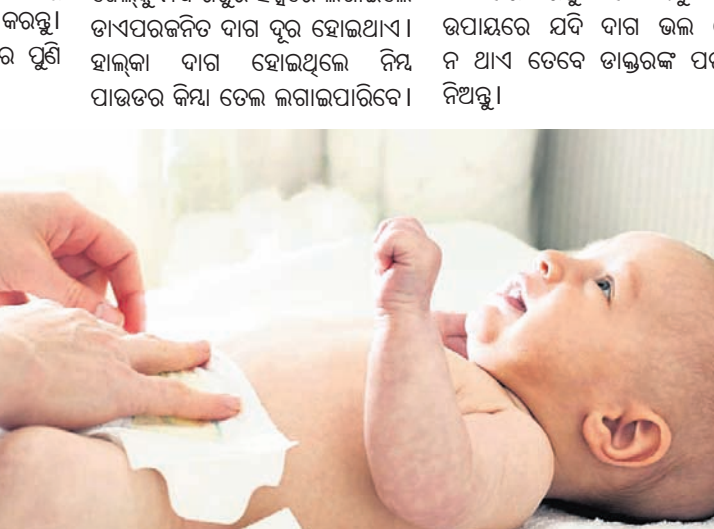 କରନ୍ତୁ।
ପୁଣି
ଡାଏପରଜନିତ ଦାଗ ଦୂର ହୋଇଥାଏ।
ହାଲ୍‌କା ଦାଗ ହୋଇଥିଲେ ନିମ୍ବ
ପାଉଡର କିମ୍ବା ତେଲ ଲଗାଇପାରିବେ।
ଉପାୟରେ ଯଦି ଦାଗ ଭଲ
ନ ଥାଏ ତେବେ ଡାକ୍ତରଙ୍କ
ନିଅନ୍ତୁ।